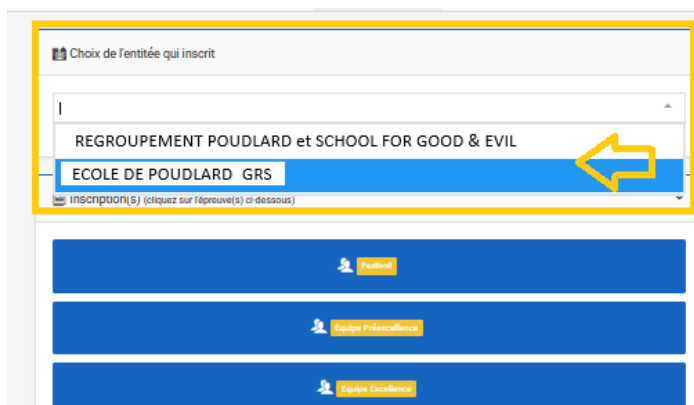 Choix de l'entitée qui inscrit
REGROUPEMENT POUDLARD et SCHOOL FOR GOOD & EVIL
ECOLE DE POUDLARD GRS
Inscription(s) (cliquez sur l'épreuve(s) ci-dessous)
Festival
Equipe Préexcellence
Equipe Excellence